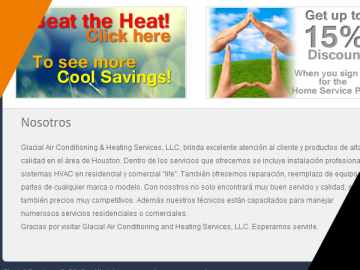 Beat the Heat!
Click here
To see more
Cool Savings!
Get up to
15%
Discount
When you sign
for the
Home Service
Nosotros
Glacial Air Conditioning & Heating Services, LLC, brinda excelente atención al cliente y productos de alta
calidad en el área de Houston. Dentro de los servicios que ofrecemos se incluye instalación
sistemas HVAC en residencial y comercial "lite". También ofrecemos reparación, reemplazo de
partes de cualquier marca o modelo. Con nosotros no solo encontrará muy buen servicio y calidad,
también precios muy competitivos. Además nuestros técnicos están capacitados para manejar
numerosos servicios residenciales o comerciales.
Gracias por visitar Glacial Air Conditioning and Heating Services, LLC. Esperamos servirle.